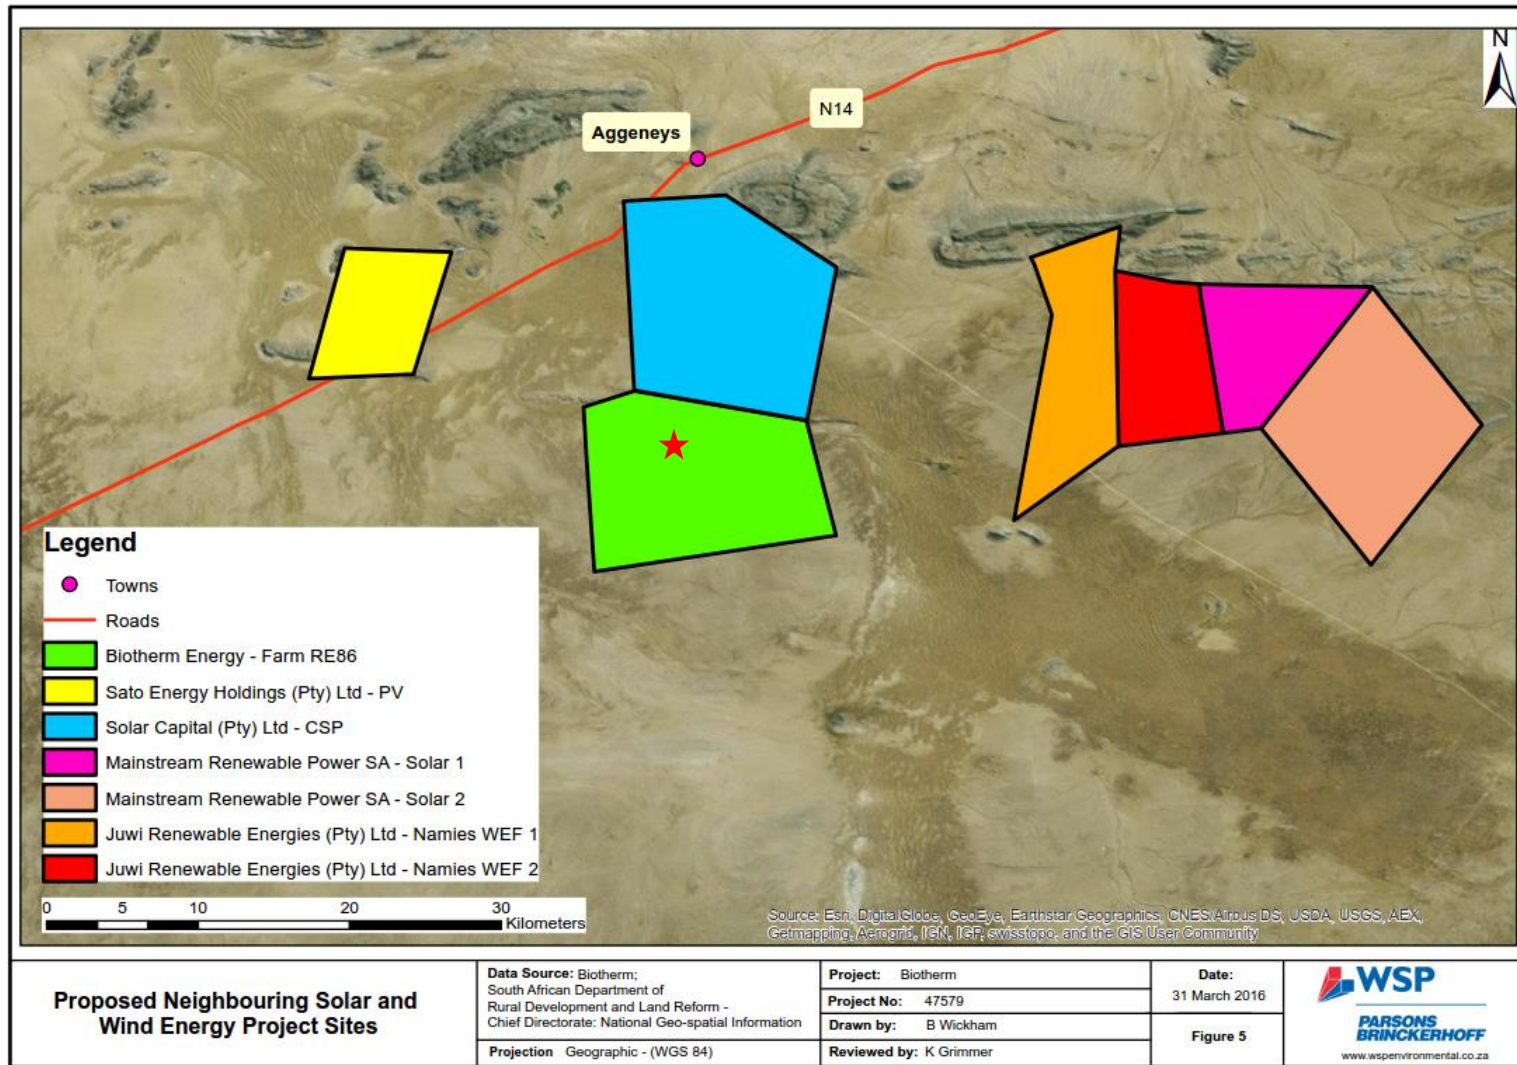 N
N14
Aggeneys
Legend
Towns
Roads
Biotherm Energy - Farm RE86
Sato Energy Holdings (Pty) Ltd - PV
Solar Capital (Pty) Ltd - CSP
Mainstream Renewable Power SA - Solar 1
Mainstream Renewable Power SA - Solar 2
Juwi Renewable Energies (Pty) Ltd - Namies WEF 1
Juwi Renewable Energies (Pty) Ltd - Namies WEF 2
0 5 10 20 30
Kilometers
Source: Esri, DigitalGlobe, GeoEye, Earthstar Geographics, CNES/Airbus DS, USDA, USGS, AEX,
Getmapping, Aerogrid, IGN, IGP, swisstopo, and the GIS User Community
Proposed Neighbouring Solar and
Wind Energy Project Sites
Data Source: Biotherm;
South African Department of
Rural Development and Land Reform -
Chief Directorate: National Geo-spatial Information
Projection Geographic - (WGS 84)
Project: Biotherm
Project No: 47579
Drawn by: B Wickham
Reviewed by: K Grimmer
Date:
31 March 2016
Figure 5
WSP
PARSONS
BRINCKERHOFF
www.wspenvironmental.co.za